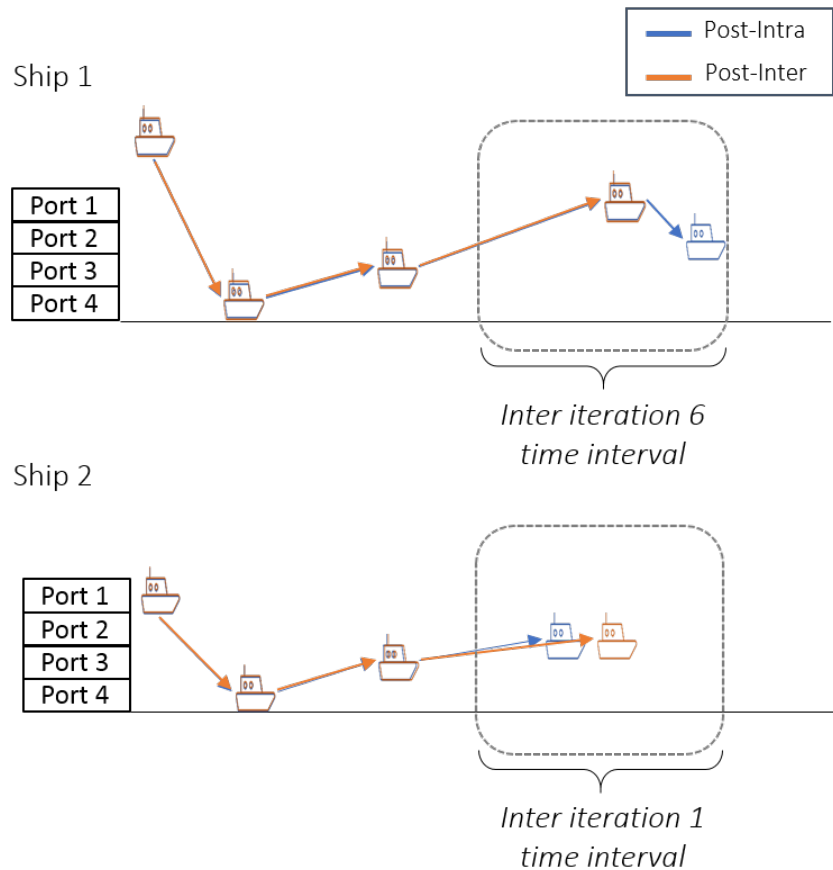 Post-Intra
Post-Inter
Ship 1
Port 1
Port 2
Port 3
Port 4
Inter iteration 6
time interval
Ship 2
Port 1
Port 2
Port 3
Port 4
Inter iteration 1
time interval